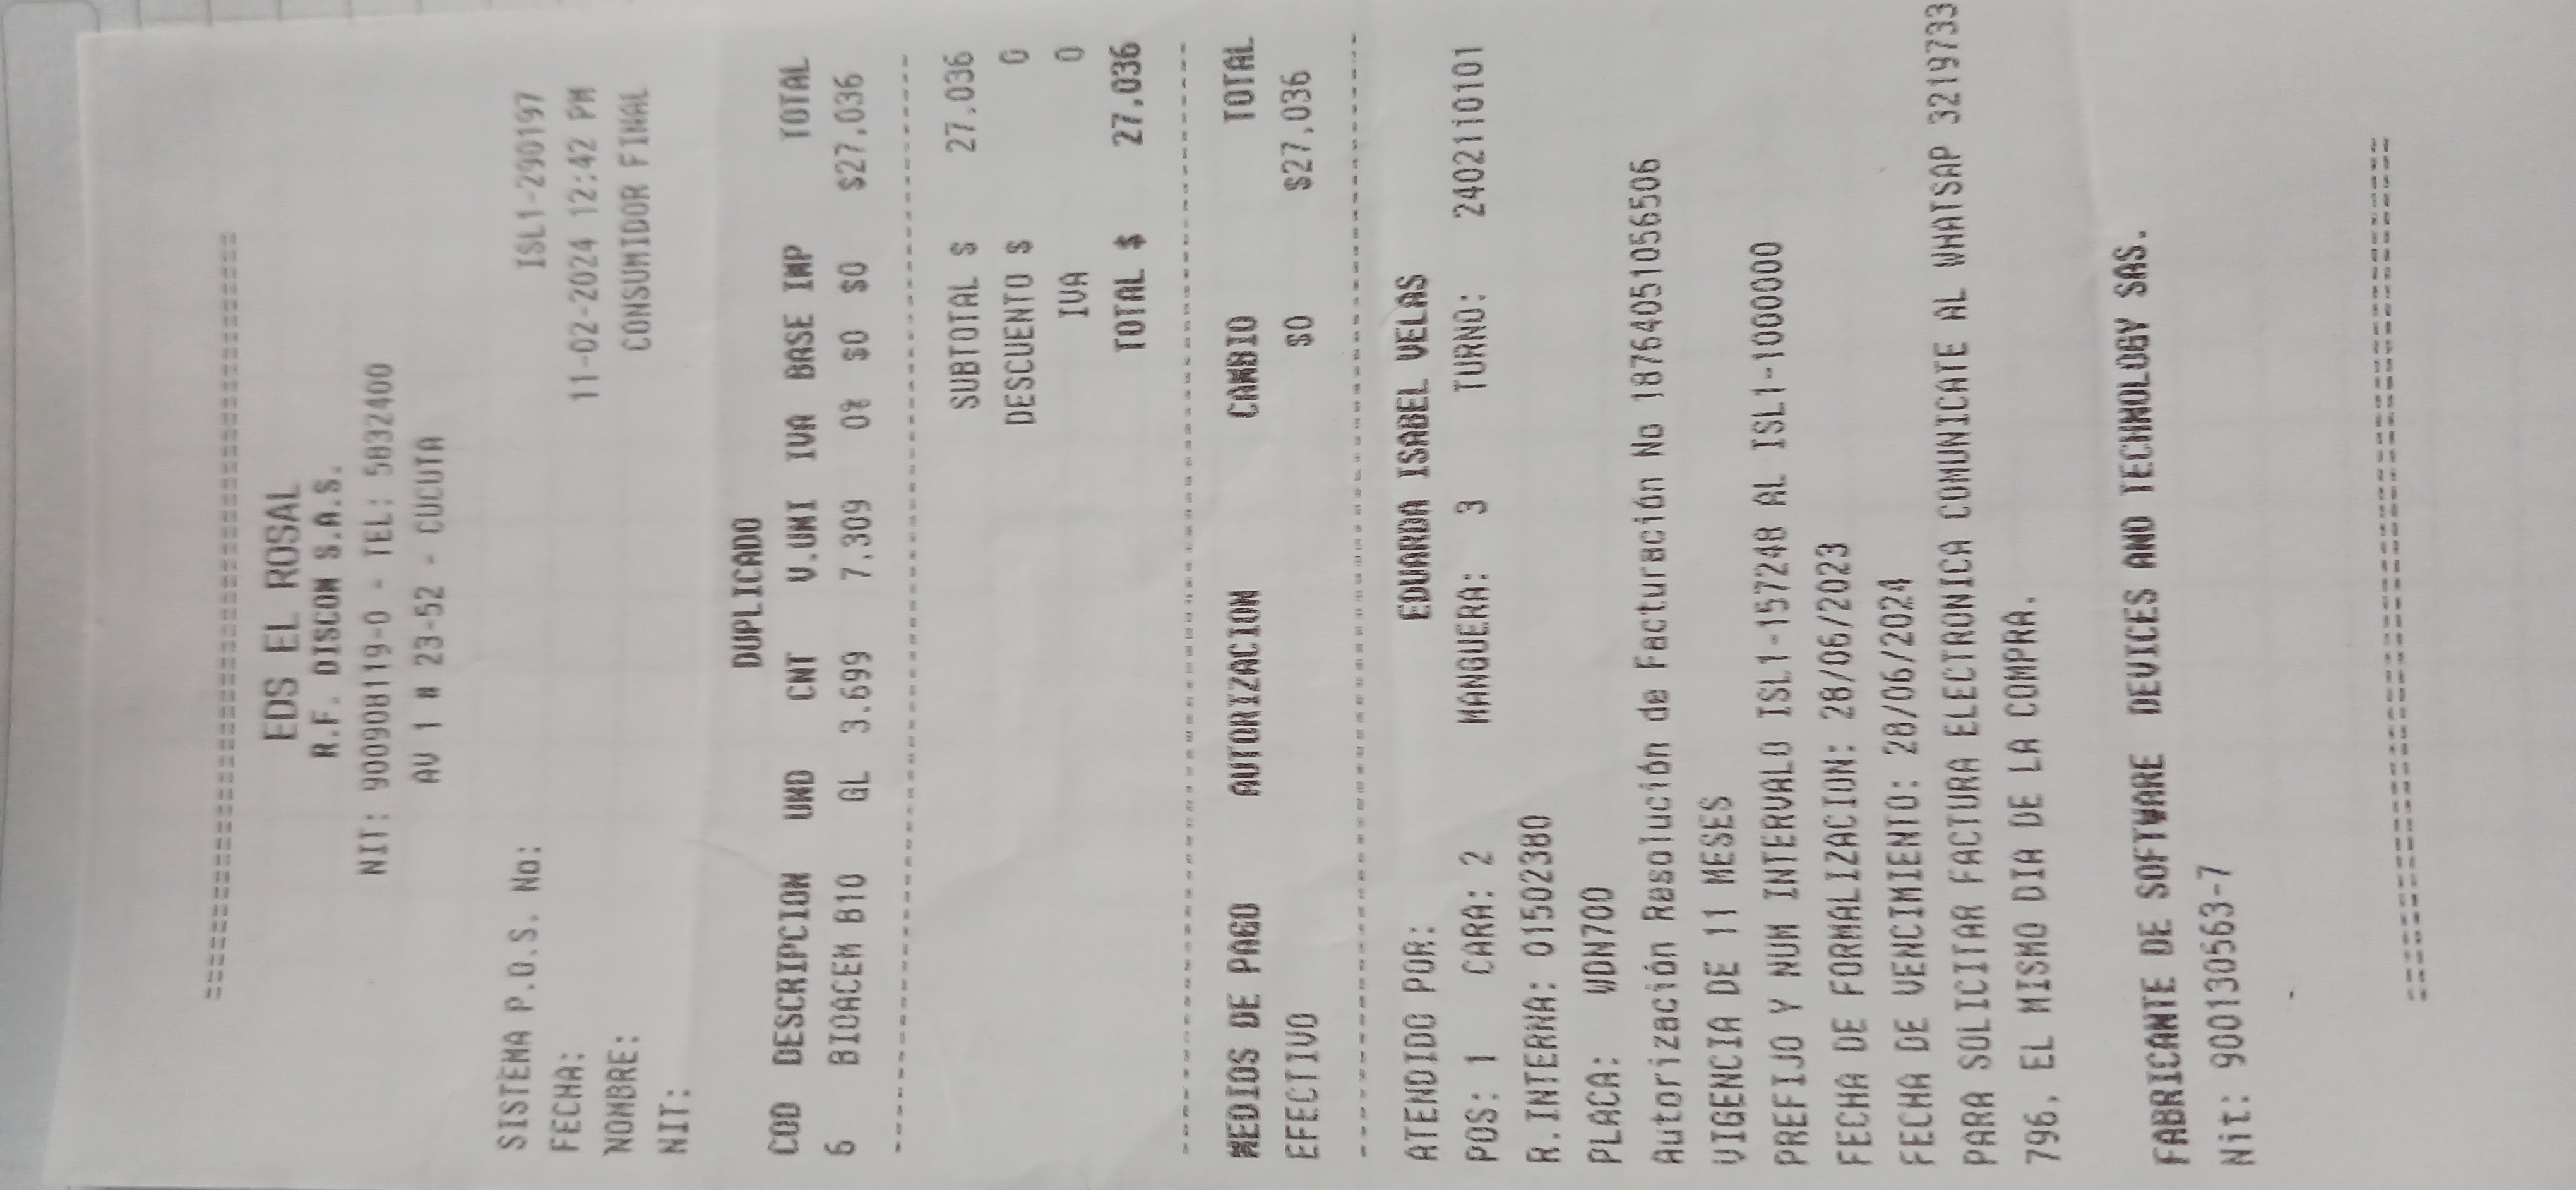 ================================================
EDS EL ROSAL
R.F. DISCOM S.A.S.
NIT: 900908119-0 - TEL: 5832400
AV 1 # 23-52 - CUCUTA
SISTEMA P.O.S. No: ISL1-290197
FECHA: 11-02-2024 12:42 PM
NOMBRE: CONSUMIDOR FINAL
NIT:
DUPLICADO
COD DESCRIPCION UND CNT V.UNI IVA BASE IMP TOTAL
6 BIOACEM B10 GL 3.699 7,309 0% $0 $0 $27,036
SUBTOTAL $ 27,036
DESCUENTO $ 0
IVA 0
TOTAL $ 27,036
MEDIOS DE PAGO AUTORIZACION CAMBIO TOTAL
EFECTIVO $0 $27,036
ATENDIDO POR: EDUARDA ISABEL VELAS
POS: 1 CARA: 2 MANGUERA: 3 TURNO: 2402110101
R.INTERNA: 01502380
PLACA: WDN700
Autorización Resolución de Facturación No 18764051056506
VIGENCIA DE 11 MESES
PREFIJO Y NUM INTERVALO ISL1-157248 AL ISL1-1000000
FECHA DE FORMALIZACION: 28/06/2023
FECHA DE VENCIMIENTO: 28/06/2024
PARA SOLICITAR FACTURA ELECTRONICA COMUNICATE AL WHATSAP 3219733
796, EL MISMO DIA DE LA COMPRA.
FABRICANTE DE SOFTWARE DEVICES AND TECHNOLOGY SAS.
Nit: 900130563-7
================================================